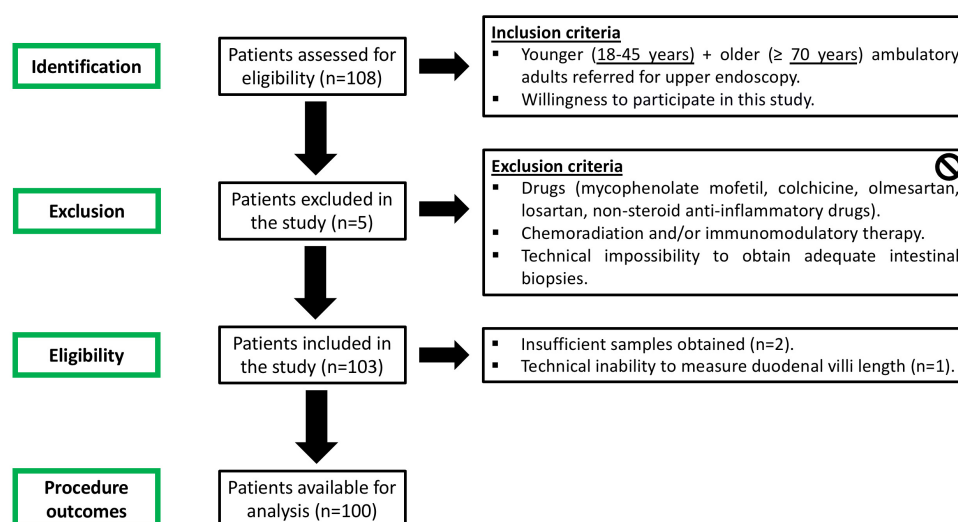 Identification
Patients assessed for
eligibility (n=108)
Inclusion criteria
▪ Younger (18-45 years) + older (≥ 70 years) ambulatory
adults referred for upper endoscopy.
▪ Willingness to participate in this study.
Exclusion
Patients excluded in
the study (n=5)
Exclusion criteria
▪ Drugs (mycophenolate mofetil, colchicine, olmesartan,
losartan, non-steroid anti-inflammatory drugs).
▪ Chemoradiation and/or immunomodulatory therapy.
▪ Technical impossibility to obtain adequate intestinal
biopsies.
Eligibility
Patients included in
the study (n=103)
▪ Insufficient samples obtained (n=2).
▪ Technical inability to measure duodenal villi length (n=1).
Procedure
outcomes
Patients available for
analysis (n=100)